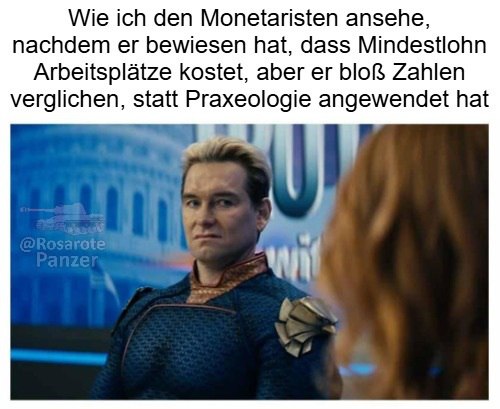 Wie ich den Monetaristen ansehe,
nachdem er bewiesen hat, dass Mindestlohn
Arbeitsplätze kostet, aber er bloß Zahlen
verglichen, statt Praxeologie angewendet hat
@Rosarote
Panzer